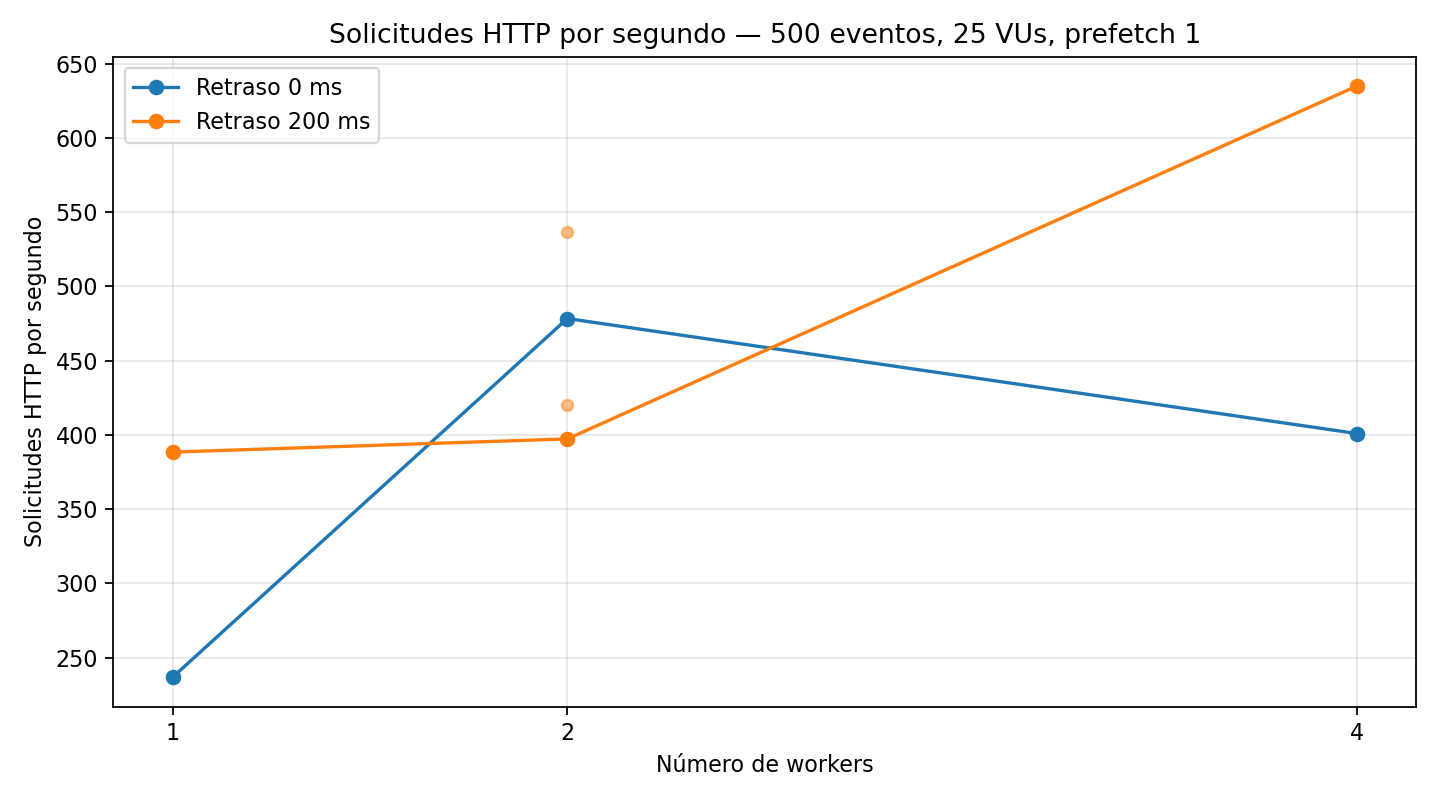 Solicitudes HTTP por segundo — 500 eventos, 25 VUs, prefetch 1
Retraso 0 ms
Retraso 200 ms
Solicitudes HTTP por segundo
650
600
550
500
450
400
350
300
250
1
2
4
Número de workers